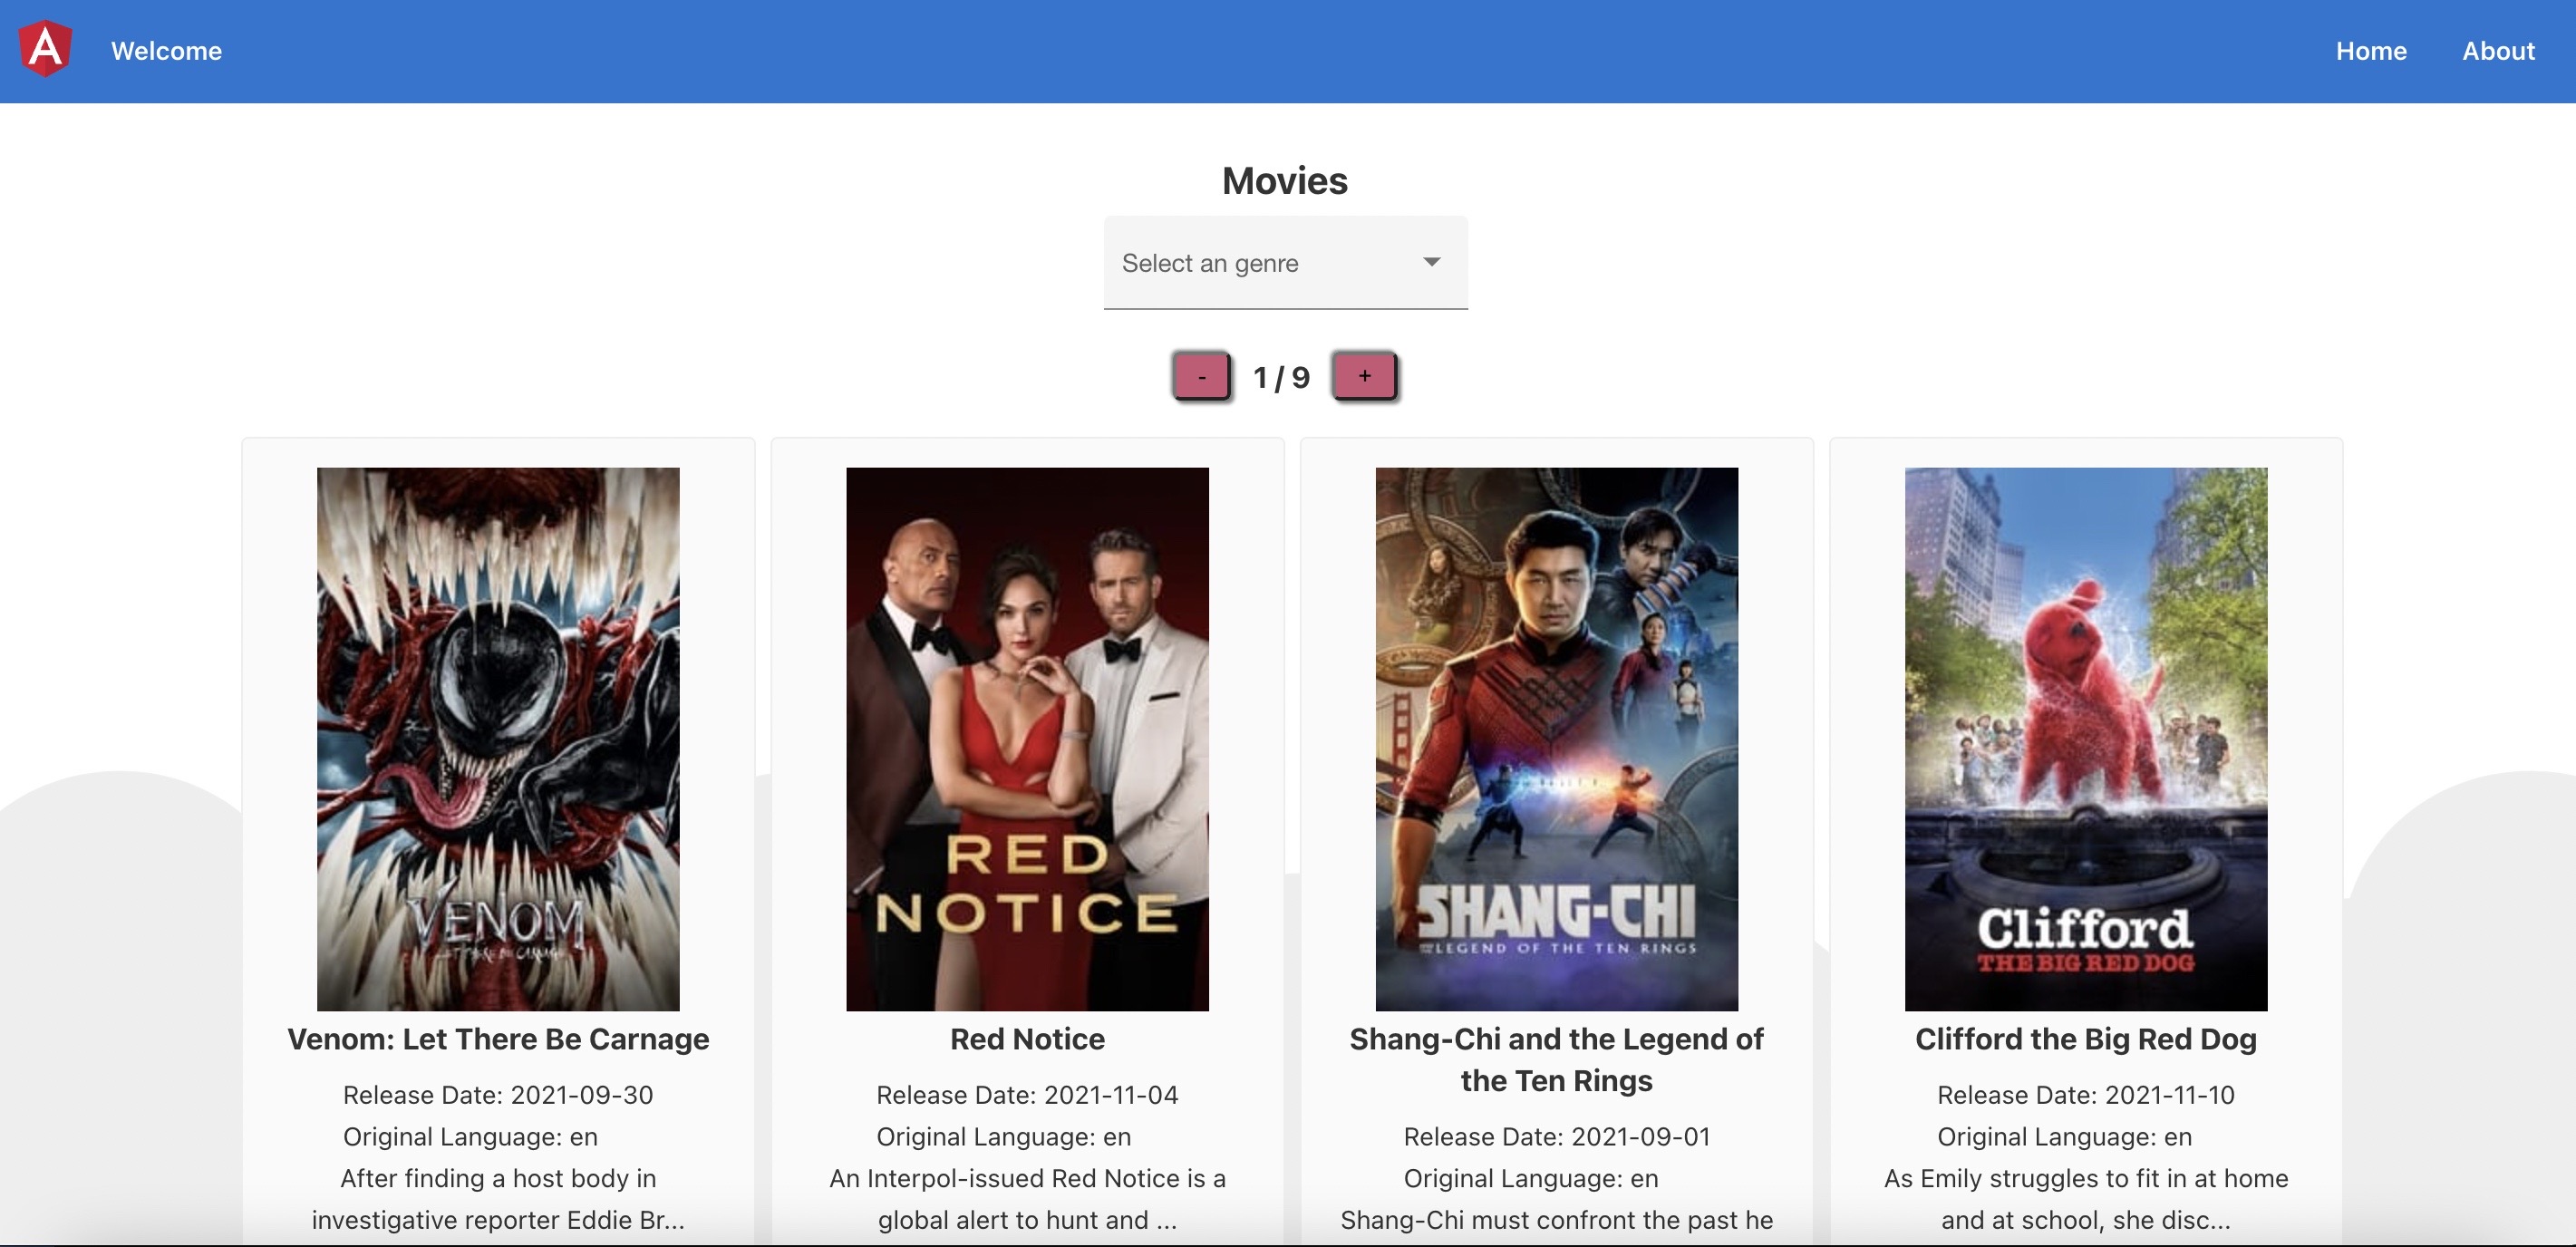 Welcome
Home
About
Movies
Select an genre
-
1 / 9
+
VENOM
LET THERE BE CARNAGE
RED
NOTICE
SHANG-CHI
AND THE LEGEND OF THE TEN RINGS
Clifford
THE BIG RED DOG
Venom: Let There Be Carnage
Release Date: 2021-09-30
Original Language: en
After finding a host body in
investigative reporter Eddie Br...
Red Notice
Release Date: 2021-11-04
Original Language: en
An Interpol-issued Red Notice is a
global alert to hunt and ...
Shang-Chi and the Legend of
the Ten Rings
Release Date: 2021-09-01
Original Language: en
Shang-Chi must confront the past he
Clifford the Big Red Dog
Release Date: 2021-11-10
Original Language: en
As Emily struggles to fit in at home
and at school, she disc...